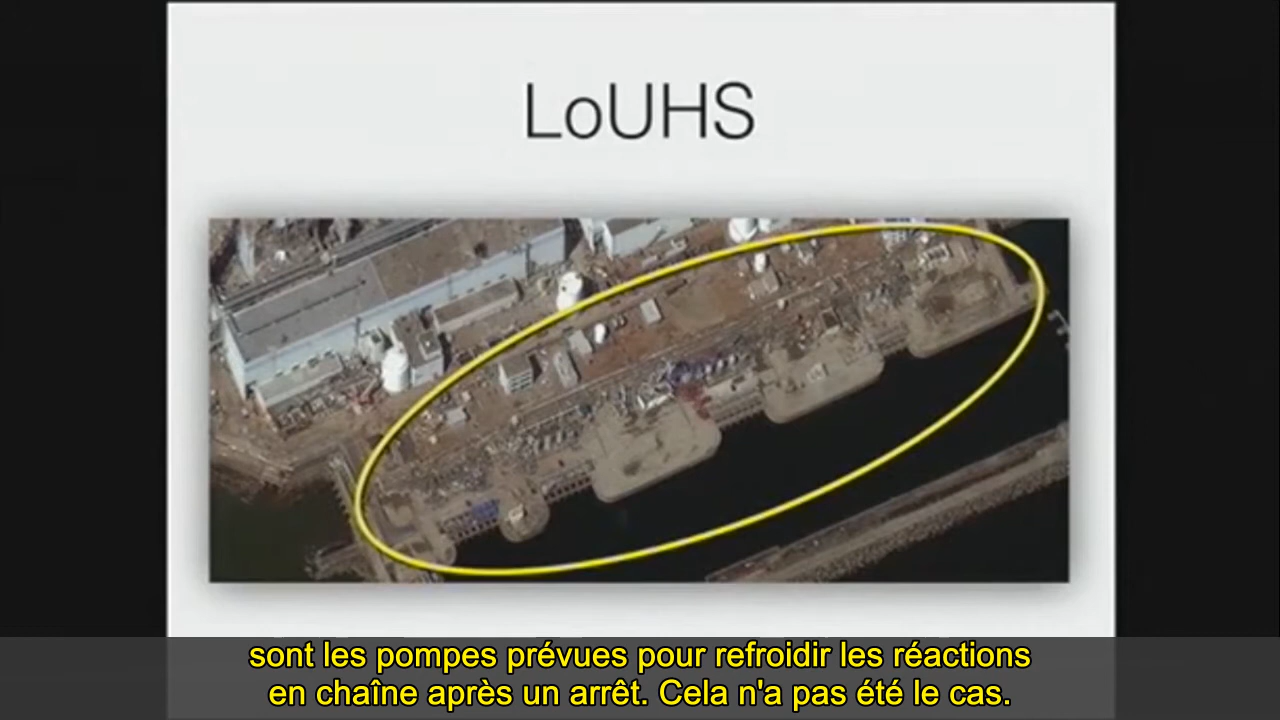 LoUHS
sont les pompes prévues pour refroidir les réactions
en chaîne après un arrêt. Cela n'a pas été le cas.